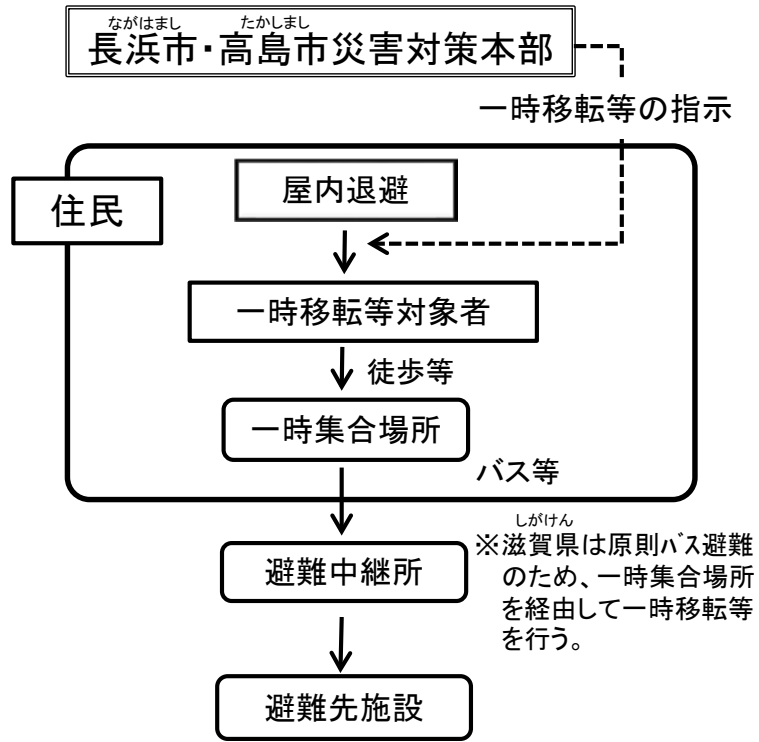 ながはまし たかしまし
長浜市・高島市災害対策本部
一時移転等の指示
屋内退避
住民
一時移転等対象者
徒歩等
一時集合場所
バス等
避難中継所
しがけん
※滋賀県は原則バス避難
のため、一時集合場所
を経由して一時移転等
を行う。
避難先施設